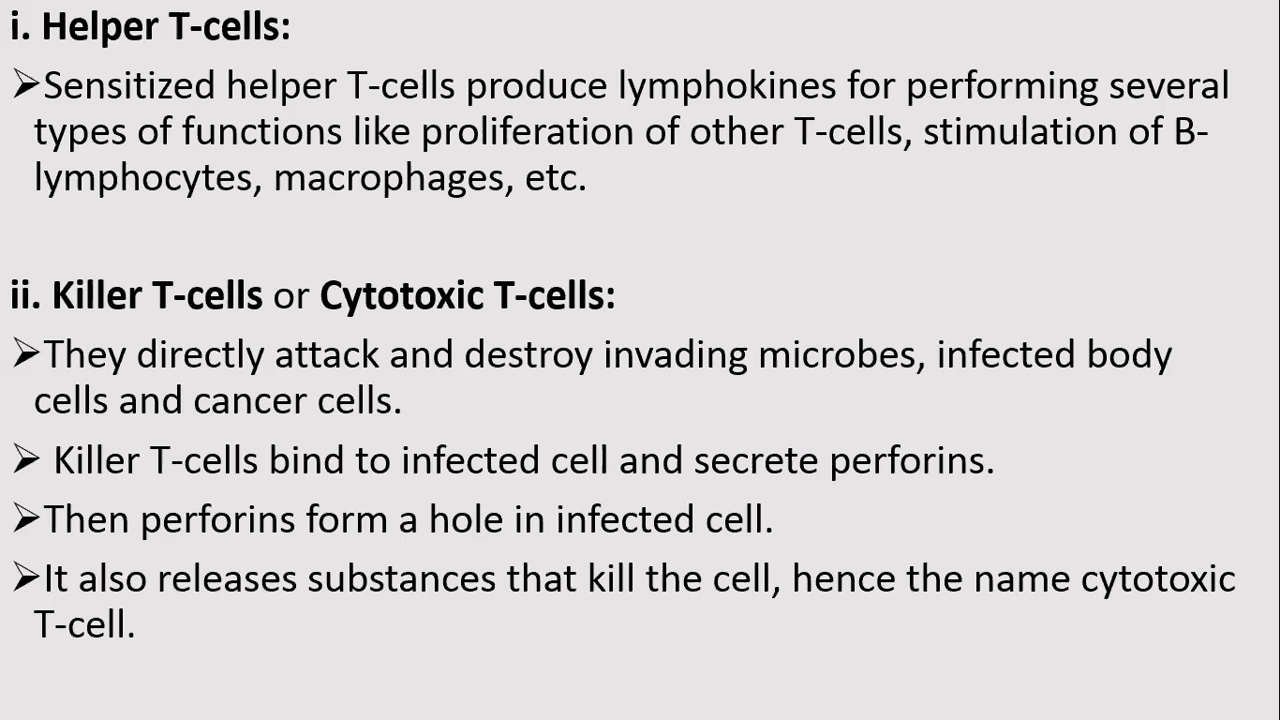 i. Helper T-cells:
➢Sensitized helper T-cells produce lymphokines for performing several
types of functions like proliferation of other T-cells, stimulation of B-
lymphocytes, macrophages, etc.
ii. Killer T-cells or Cytotoxic T-cells:
➢They directly attack and destroy invading microbes, infected body
cells and cancer cells.
➢ Killer T-cells bind to infected cell and secrete perforins.
➢Then perforins form a hole in infected cell.
➢It also releases substances that kill the cell, hence the name cytotoxic
T-cell.